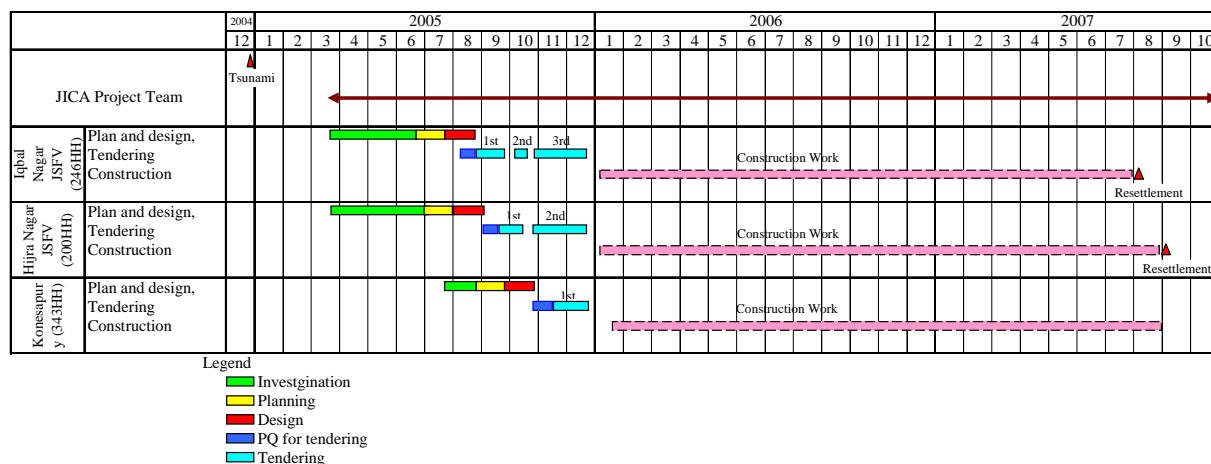 2004 2005 2006 2007
12 1 2 3 4 5 6 7 8 9 10 11 12 1 2 3 4 5 6 7 8 9 10 11 12 1 2 3 4 5 6 7 8 9 10
Tsunami
JICA Project Team
Iqbal
Nagar
JSFV
(246HH)
Plan and design,
Tendering
Construction
1st 2nd 3rd
Construction Work
Resettlement
Hijra Nagar
JSFV
(200HH)
Plan and design,
Tendering
Construction
1st 2nd
Construction Work
Resettlement
Konesapur
y (343HH)
Plan and design,
Tendering
Construction
1st
Construction Work
Legend
Investgination
Planning
Design
PQ for tendering
Tendering